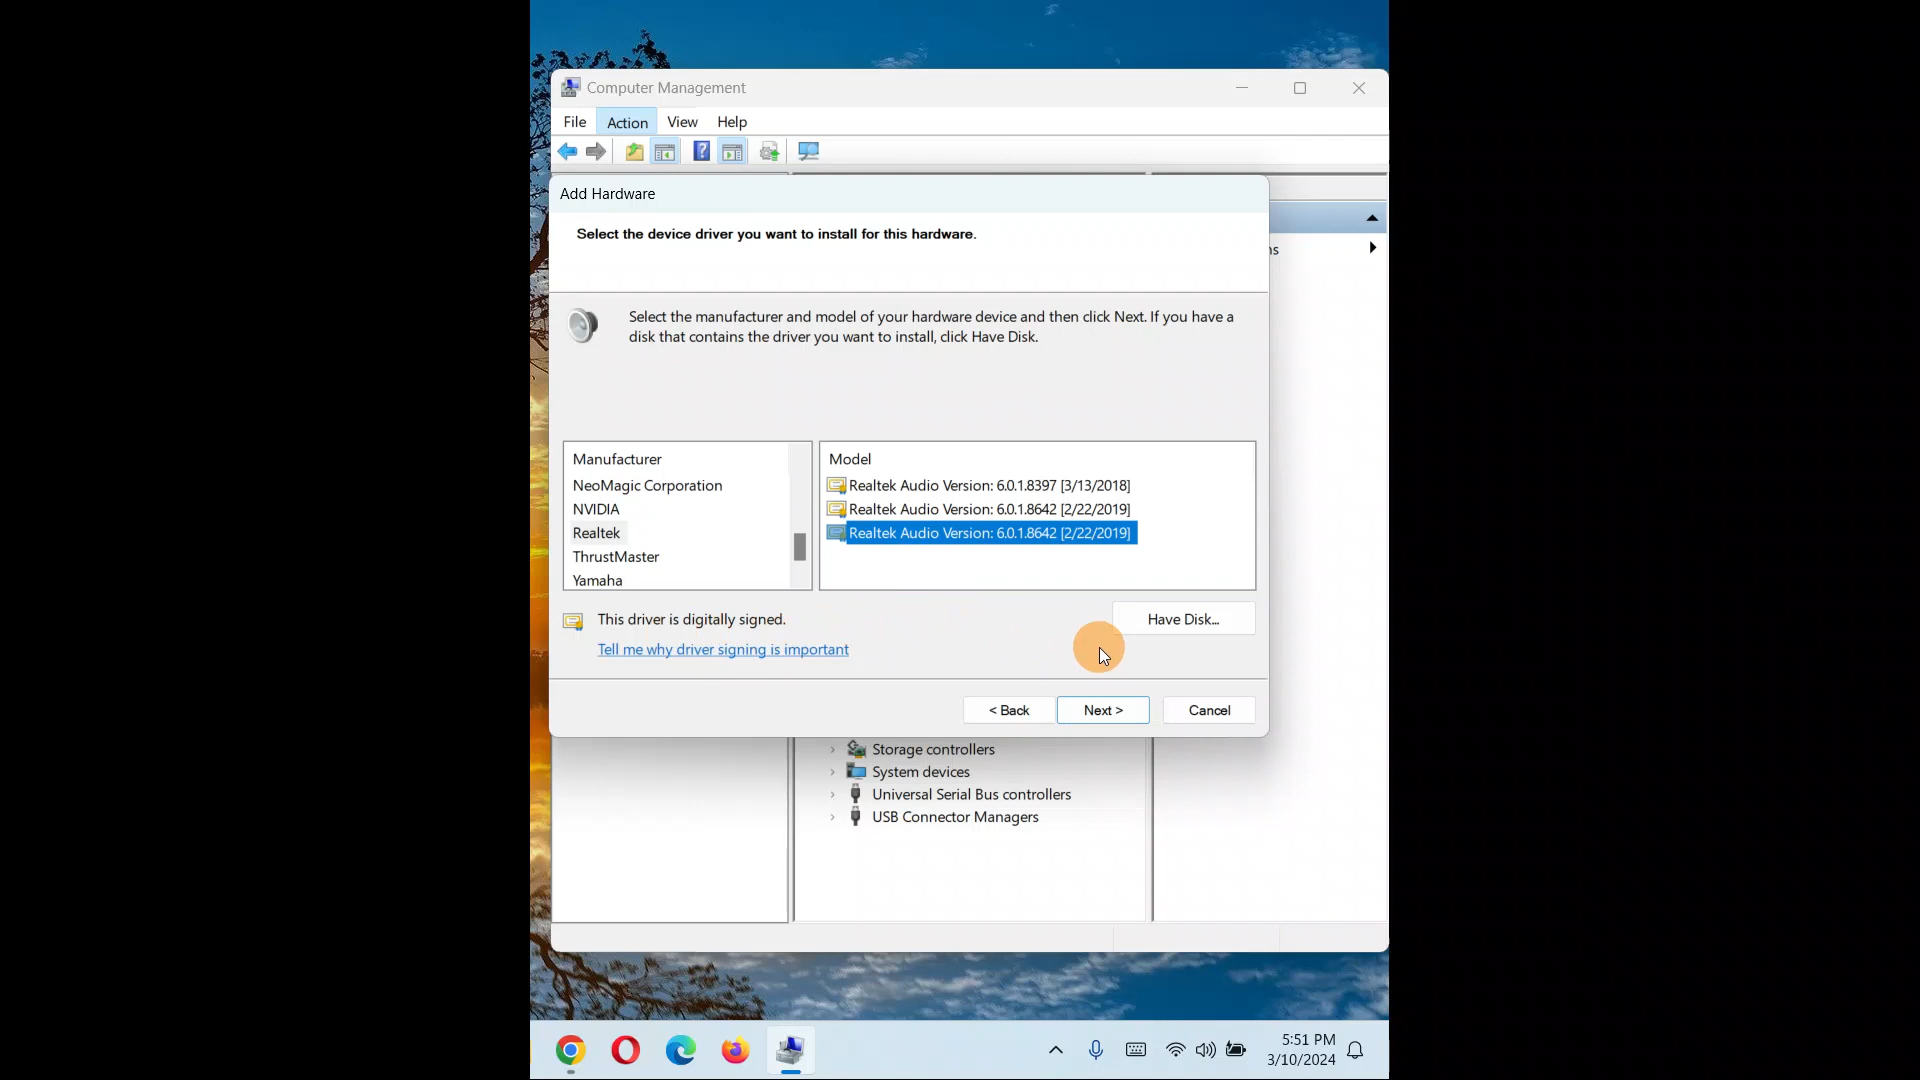 Computer Management
File Action View Help
Add Hardware
Select the device driver you want to install for this hardware.
ns
Select the manufacturer and model of your hardware device and then click Next. If you have a
disk that contains the driver you want to install, click Have Disk.
Manufacturer
NeoMagic Corporation
NVIDIA
Realtek
ThrustMaster
Yamaha
Model
Realtek Audio Version: 6.0.1.8397 [3/13/2018]
Realtek Audio Version: 6.0.1.8642 [2/22/2019]
Realtek Audio Version: 6.0.1.8642 [2/22/2019]
This driver is digitally signed.
Have Disk...
Tell me why driver signing is important
< Back
Next >
Cancel
Storage controllers
System devices
Universal Serial Bus controllers
USB Connector Managers
5:51 PM
3/10/2024